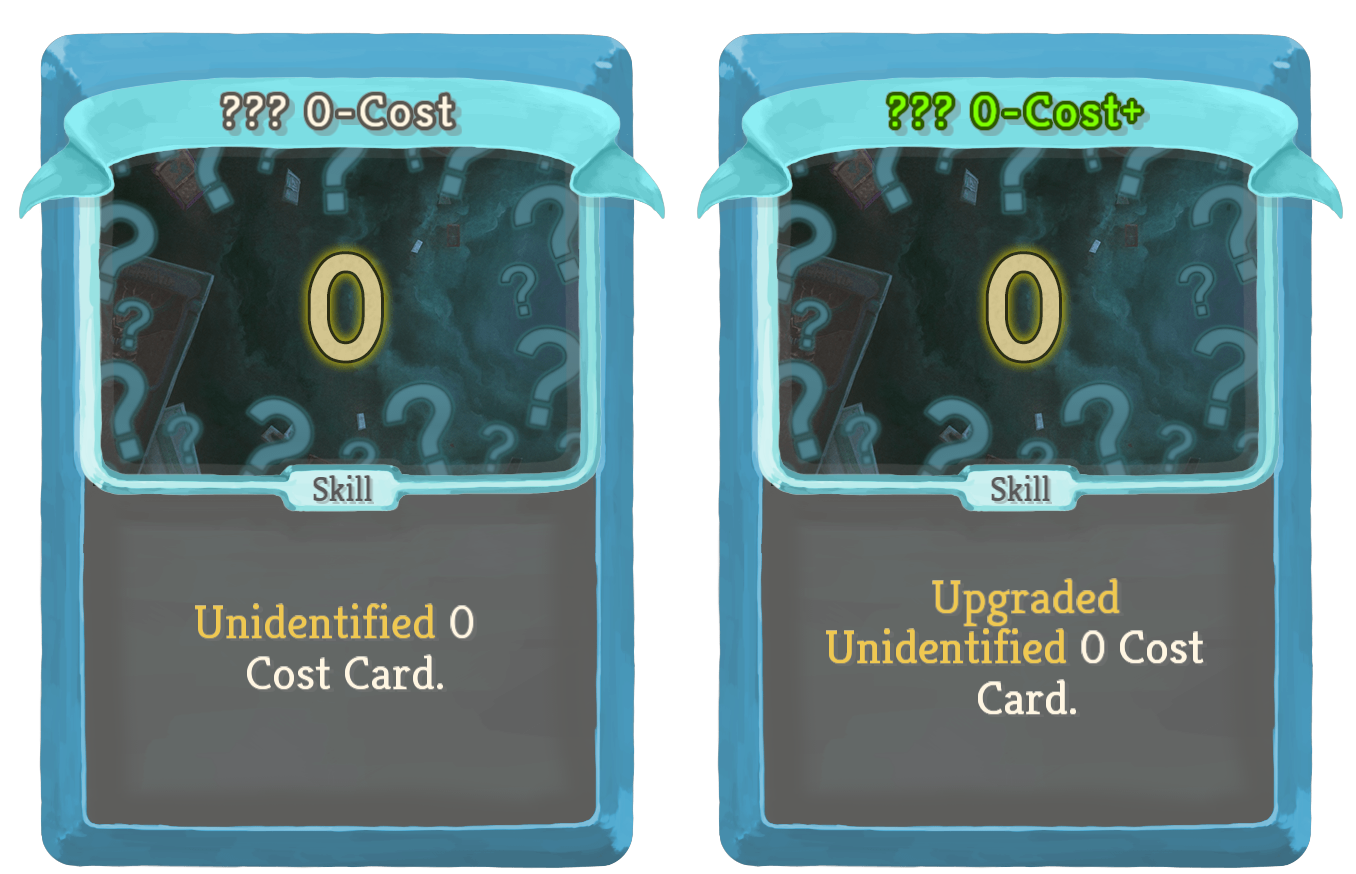 ??? 0-Cost
0
Skill
Unidentified 0
Cost Card.
??? 0-Cost+
0
Skill
Upgraded
Unidentified 0 Cost
Card.